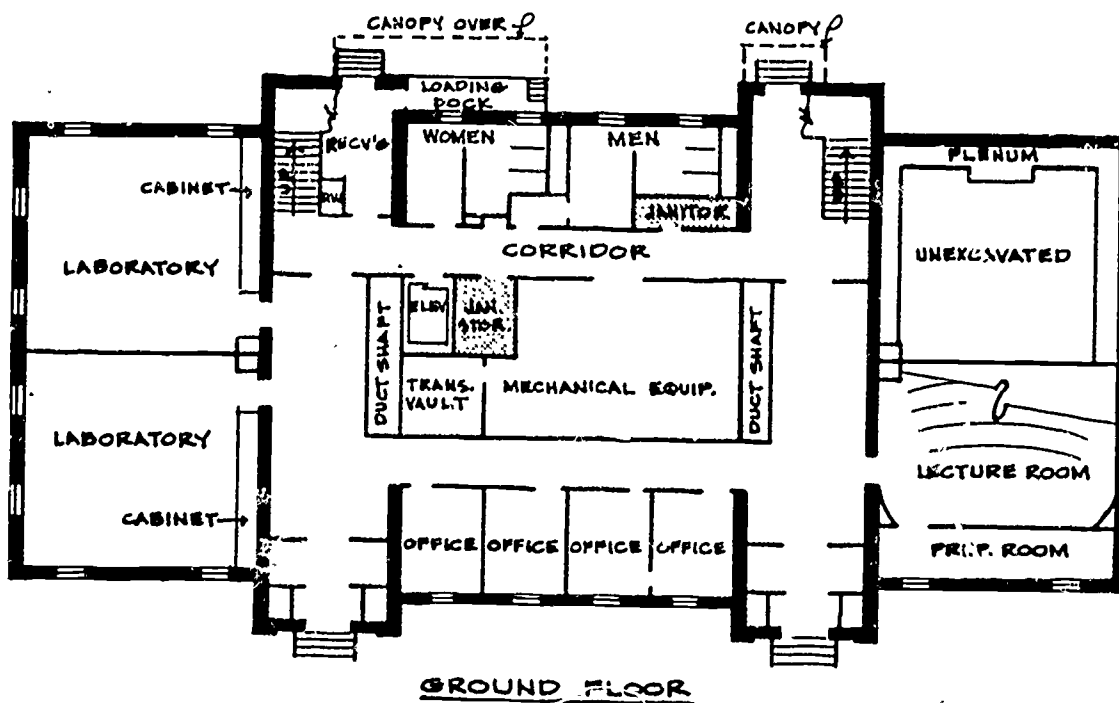 CANOPY OVER
CANOPY
LOADING
DOCK
RECV'G
WOMEN
MEN
PLENUM
CABINET
JANITOR
CORRIDOR
LABORATORY
UNEXCAVATED
DUCT SHAFT
ELEV
JAN.
STOR.
DUCT SHAFT
TRANS.
VAULT
MECHANICAL EQUIP.
LABORATORY
LECTURE ROOM
CABINET
OFFICE
OFFICE
OFFICE
OFFICE
PREP. ROOM
GROUND FLOOR